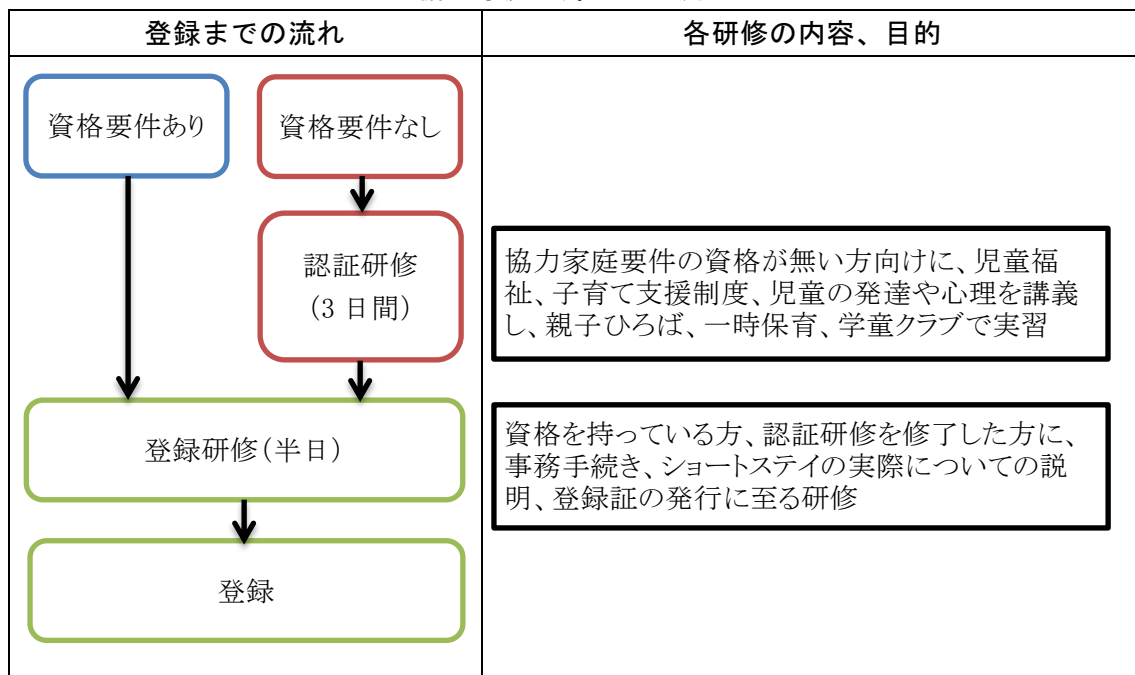 登録までの流れ
各研修の内容、目的
資格要件あり
資格要件なし
認証研修
(3 日間)
協力家庭要件の資格が無い方向けに、児童福
祉、子育て支援制度、児童の発達や心理を講義
し、親子ひろば、一時保育、学童クラブで実習
登録研修(半日)
資格を持っている方、認証研修を修了した方に、
事務手続き、ショートステイの実際についての説
明、登録証の発行に至る研修
登録